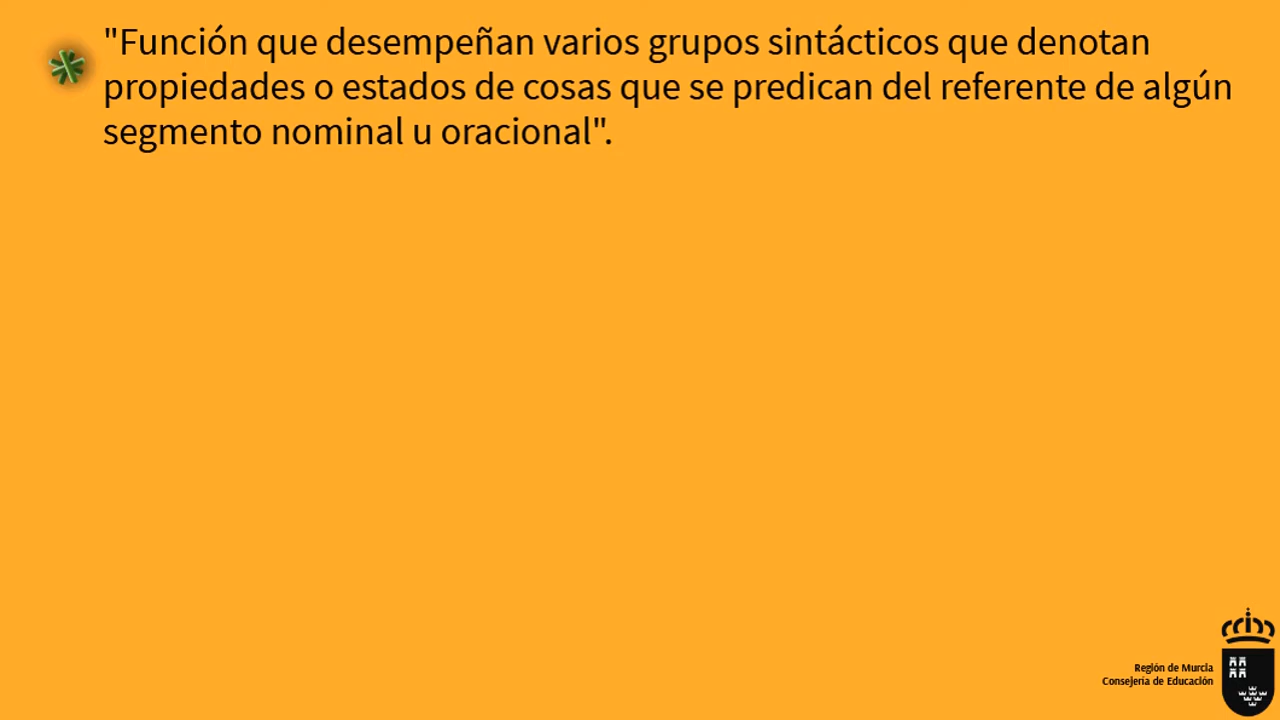 "Función que desempeñan varios grupos sintácticos que denotan
propiedades o estados de cosas que se predican del referente de algún
segmento nominal u oracional".
Región de Murcia
Consejería de Educación